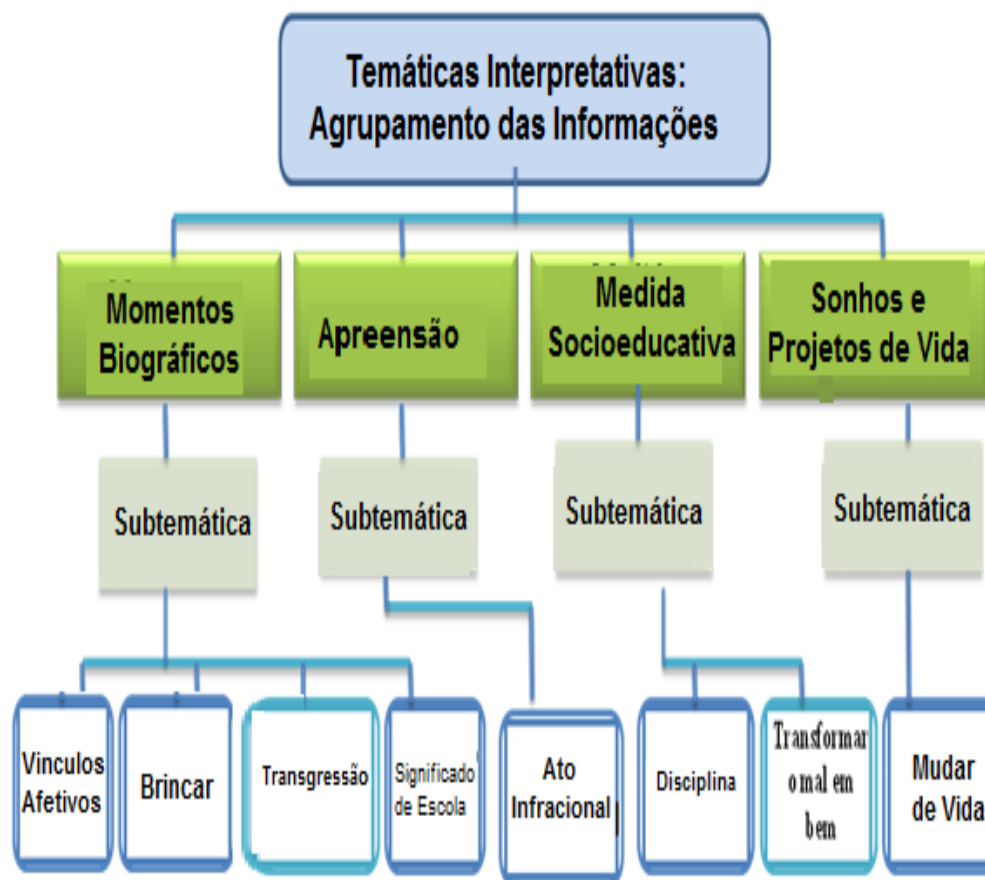 Temáticas Interpretativas:
Agrupamento das Informações
Momentos
Biográficos
Apreensão
Medida
Socioeducativa
Sonhos e
Projetos de Vida
Subtemática
Subtemática
Subtemática
Subtemática
Vinculos
Afetivos
Brincar
Transgressão
Significado
de Escola
Ato
Infracional
Disciplina
Transformar
o mal em
bem
Mudar
de Vida